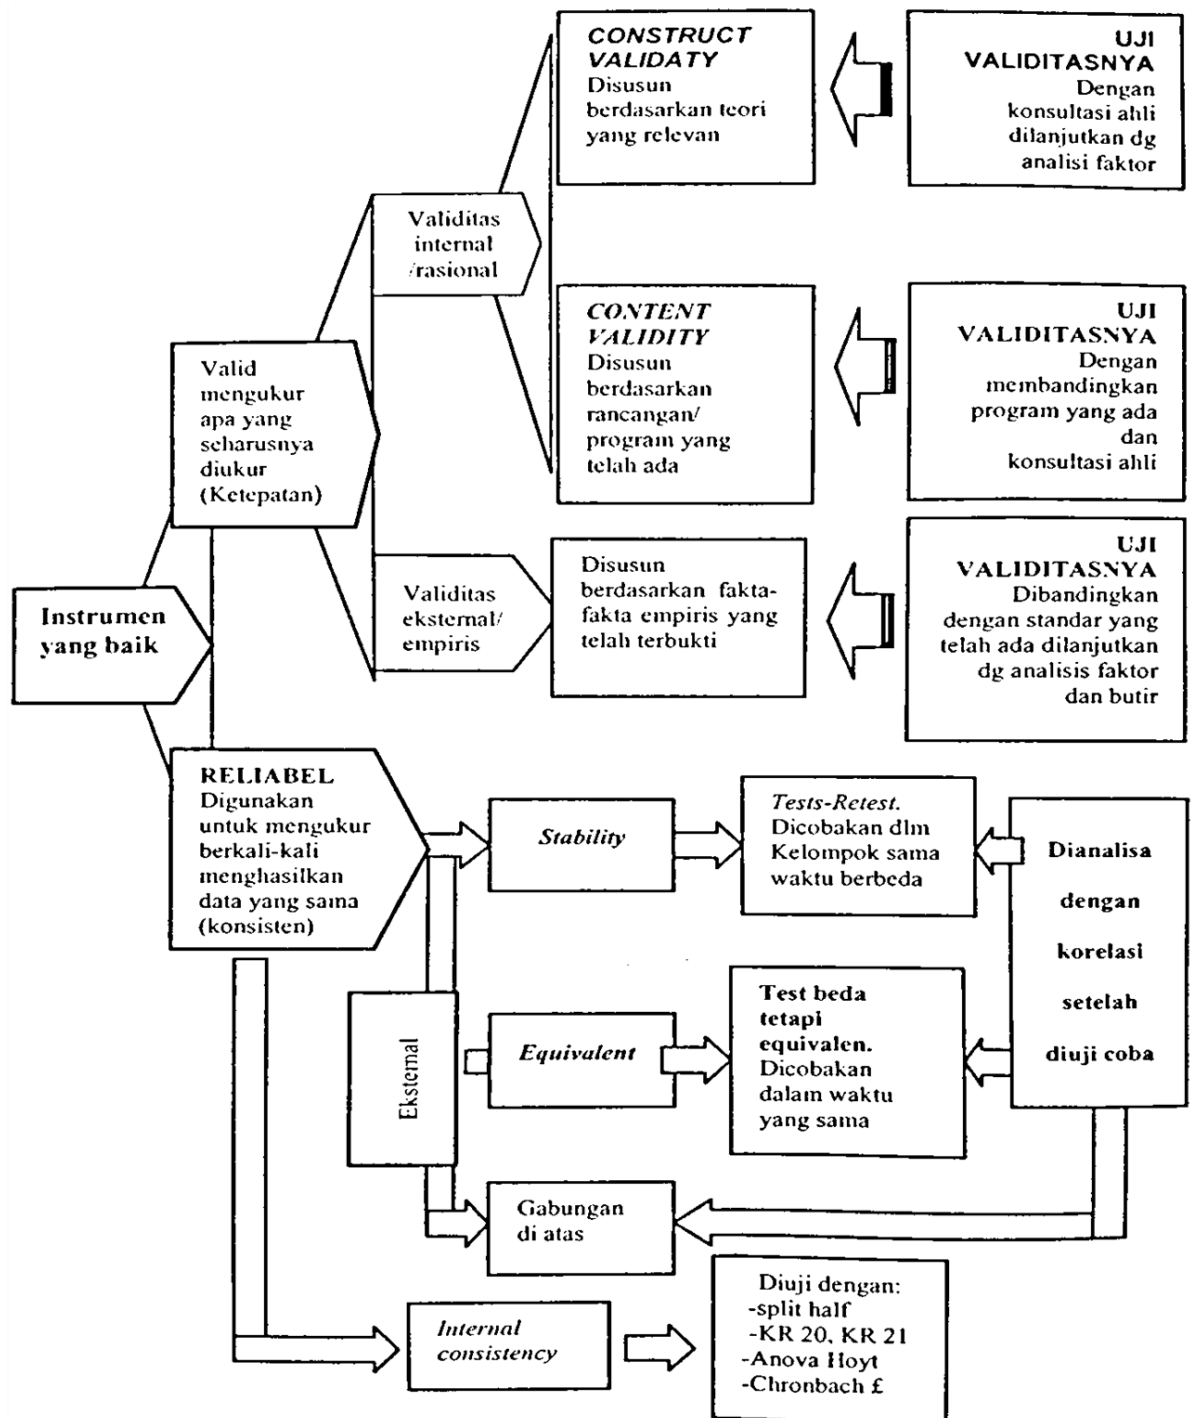 CONSTRUCT
VALIDATY
Disusun
berdasarkan teori
yang relevan
UJI
VALIDITASNYA
Dengan
konsultasi ahli
dilanjutkan dg
analisi faktor
Validitas
internal
/rasional
CONTENT
VALIDITY
Disusun
berdasarkan
rancangan/
program yang
telah ada
UJI
VALIDITASNYA
Dengan
membandingkan
program yang ada
dan
konsultasi ahli
Valid
mengukur
apa yang
seharusnya
diukur
(Ketepatan)
Validitas
eksternal/
empiris
Disusun
berdasarkan fakta-
fakta empiris yang
telah terbukti
UJI
VALIDITASNYA
Dibandingkan
dengan standar yang
telah ada dilanjutkan
dg analisis faktor
dan butir
Instrumen
yang baik
RELIABEL
Digunakan
untuk mengukur
berkali-kali
menghasilkan
data yang sama
(konsisten)
Stability
Tests-Retest.
Dicobakan dlm
Kelompok sama
waktu berbeda
Dianalisa
dengan
korelasi
setelah
diuji coba
Eksternal
Equivalent
Test beda
tetapi
equivalen.
Dicobakan
dalam waktu
yang sama
Gabungan
di atas
Internal
consistency
Diuji dengan:
-split half
-KR 20, KR 21
-Anova Hoyt
-Chronbach £